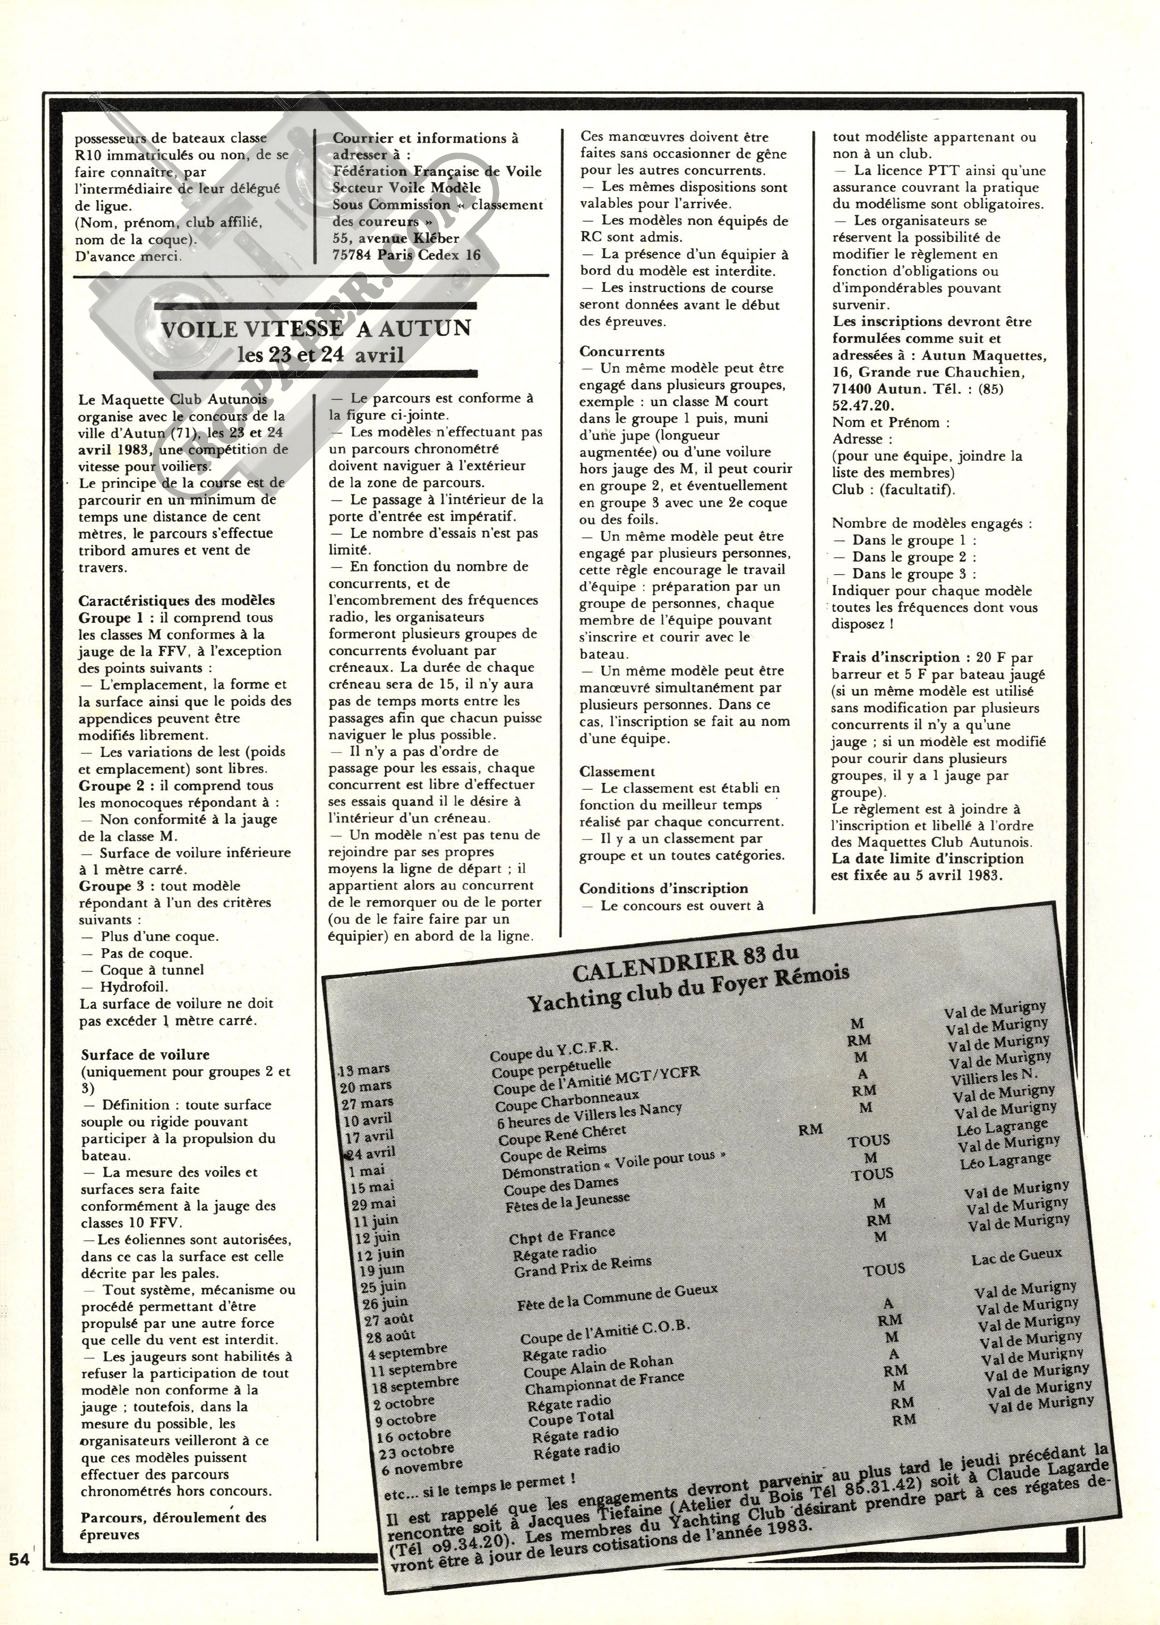 possesseurs de bateaux classe
R10 immatriculés ou non, de se
faire connaître, par
l'intermédiaire de leur délégué
de ligue.
(Nom, prénom, club affilié,
nom de la coque).
D'avance merci.
Courrier et informations à
adresser à :
Fédération Française de Voile
Secteur Voile Modèle
Sous Commission « classement
des coureurs »
55, avenue Kléber
75784 Paris Cedex 16
RC-PAPER.COM
VOILE VITESSE A AUTUN
les 23 et 24 avril
Le Maquette Club Autunois
organise avec le concours de la
ville d'Autun (71), les 23 et 24
avril 1983, une compétition de
vitesse pour voiliers.
Le principe de la course est de
parcourir en un minimum de
temps une distance de cent
mètres, le parcours s'effectue
tribord amures et vent de
travers.
Caractéristiques des modèles
Groupe 1 : il comprend tous
les classes M conformes à la
jauge de la FFV, à l'exception
des points suivants :
— L'emplacement, la forme et
la surface ainsi que le poids des
appendices peuvent être
modifiés librement.
— Les variations de lest (poids
et emplacement) sont libres.
Groupe 2 : il comprend tous
les monocoques répondant à :
— Non conformité à la jauge
de la classe M.
— Surface de voilure inférieure
à 1 mètre carré.
Groupe 3 : tout modèle
répondant à l'un des critères
suivants :
— Plus d'une coque.
— Pas de coque.
— Coque à tunnel
— Hydrofoil.
La surface de voilure ne doit
pas excéder 1 mètre carré.
Surface de voilure
(uniquement pour groupes 2 et
3)
— Définition : toute surface
souple ou rigide pouvant
participer à la propulsion du
bateau.
— La mesure des voiles et
surfaces sera faite
conformément à la jauge des
classes 10 FFV.
— Les éoliennes sont autorisées,
dans ce cas la surface est celle
décrite par les pales.
— Tout système, mécanisme ou
procédé permettant d'être
propulsé par une autre force
que celle du vent est interdit.
— Les jaugeurs sont habilités à
refuser la participation de tout
modèle non conforme à la
jauge ; toutefois, dans la
mesure du possible, les
organisateurs veilleront à ce
que ces modèles puissent
effectuer des parcours
chronométrés hors concours.
Parcours, déroulement des
épreuves
— Le parcours est conforme à
la figure ci-jointe.
— Les modèles n'effectuant pas
un parcours chronométré
doivent naviguer à l'extérieur
de la zone de parcours.
— Le passage à l'intérieur de la
porte d'entrée est impératif.
— Le nombre d'essais n'est pas
limité.
— En fonction du nombre de
concurrents, et de
l'encombrement des fréquences
radio, les organisateurs
formeront plusieurs groupes de
concurrents évoluant par
créneaux. La durée de chaque
créneau sera de 15, il n'y aura
pas de temps morts entre les
passages afin que chacun puisse
naviguer le plus possible.
— Il n'y a pas d'ordre de
passage pour les essais, chaque
concurrent est libre d'effectuer
ses essais quand il le désire à
l'intérieur d'un créneau.
— Un modèle n'est pas tenu de
rejoindre par ses propres
moyens la ligne de départ ; il
appartient alors au concurrent
de le remorquer ou de le porter
(ou de le faire faire par un
équipier) en abord de la ligne.
Ces manœuvres doivent être
faites sans occasionner de gêne
pour les autres concurrents.
— Les mêmes dispositions sont
valables pour l'arrivée.
— Les modèles non équipés de
RC sont admis.
— La présence d'un équipier à
bord du modèle est interdite.
— Les instructions de course
seront données avant le début
des épreuves.
Concurrents
— Un même modèle peut être
engagé dans plusieurs groupes,
exemple : un classe M court
dans le groupe 1 puis, muni
d'une jupe (longueur
augmentée) ou d'une voilure
hors jauge des M, il peut courir
en groupe 2, et éventuellement
en groupe 3 avec une 2e coque
ou des foils.
— Un même modèle peut être
engagé par plusieurs personnes,
cette règle encourage le travail
d'équipe : préparation par un
groupe de personnes, chaque
membre de l'équipe pouvant
s'inscrire et courir avec le
bateau.
— Un même modèle peut être
manœuvré simultanément par
plusieurs personnes. Dans ce
cas, l'inscription se fait au nom
d'une équipe.
Classement
— Le classement est établi en
fonction du meilleur temps
réalisé par chaque concurrent.
— Il y a un classement par
groupe et un toutes catégories.
Conditions d'inscription
— Le concours est ouvert à
tout modéliste appartenant ou
non à un club.
— La licence PTT ainsi qu'une
assurance couvrant la pratique
du modélisme sont obligatoires.
— Les organisateurs se
réservent la possibilité de
modifier le règlement en
fonction d'obligations ou
d'impondérables pouvant
survenir.
Les inscriptions devront être
formulées comme suit et
adressées à : Autun Maquettes,
16, Grande rue Chauchien,
71400 Autun. Tél. : (85)
52.47.20.
Nom et Prénom :
Adresse :
(pour une équipe, joindre la
liste des membres)
Club : (facultatif).
Nombre de modèles engagés :
— Dans le groupe 1 :
— Dans le groupe 2 :
— Dans le groupe 3 :
Indiquer pour chaque modèle
toutes les fréquences dont vous
disposez !
Frais d'inscription : 20 F par
barreur et 5 F par bateau jaugé
(si un même modèle est utilisé
sans modification par plusieurs
concurrents il n'y a qu'une
jauge ; si un modèle est modifié
pour courir dans plusieurs
groupes, il y a 1 jauge par
groupe).
Le règlement est à joindre à
l'inscription et libellé à l'ordre
des Maquettes Club Autunois.
La date limite d'inscription
est fixée au 5 avril 1983.
CALENDRIER 83 du
Yachting club du Foyer Rémois
13 mars
20 mars
27 mars
10 avril
17 avril
24 avril
1 mai
15 mai
29 mai
11 juin
12 juin
12 juin
19 juin
25 juin
26 juin
27 août
28 août
4 septembre
11 septembre
18 septembre
2 octobre
9 octobre
16 octobre
23 octobre
6 novembre
Coupe du Y.C.F.R.
Coupe perpétuelle
Coupe de l'Amitié MGT/YCFR
Coupe Charbonneaux
6 heures de Villers les Nancy
Coupe René Chéret
Coupe de Reims
Démonstration « Voile pour tous »
Coupe des Dames
Fêtes de la Jeunesse
Chpt de France
Régate radio
Grand Prix de Reims
Fête de la Commune de Gueux
Coupe de l'Amitié C.O.B.
Régate radio
Coupe Alain de Rohan
Championnat de France
Régate radio
Coupe Total
Régate radio
Régate radio
M
RM
M
A
RM
M
RM
TOUS
M
TOUS
M
RM
M
TOUS
A
RM
M
A
RM
M
RM
RM
Val de Murigny
Val de Murigny
Val de Murigny
Val de Murigny
Villiers les N.
Val de Murigny
Val de Murigny
Léo Lagrange
Val de Murigny
Léo Lagrange
Val de Murigny
Val de Murigny
Val de Murigny
Lac de Gueux
Val de Murigny
Val de Murigny
Val de Murigny
Val de Murigny
Val de Murigny
Val de Murigny
Val de Murigny
Val de Murigny
etc... si le temps le permet !
Il est rappelé que les engagements devront parvenir au plus tard le jeudi précédant la
rencontre soit à Jacques Tiefaine (Atelier du Bois Tél 85.31.42) soit à Claude Lagarde
(Tél 09.34.20). Les membres du Yachting Club désirant prendre part à ces régates de-
vront être à jour de leurs cotisations de l'année 1983.
54